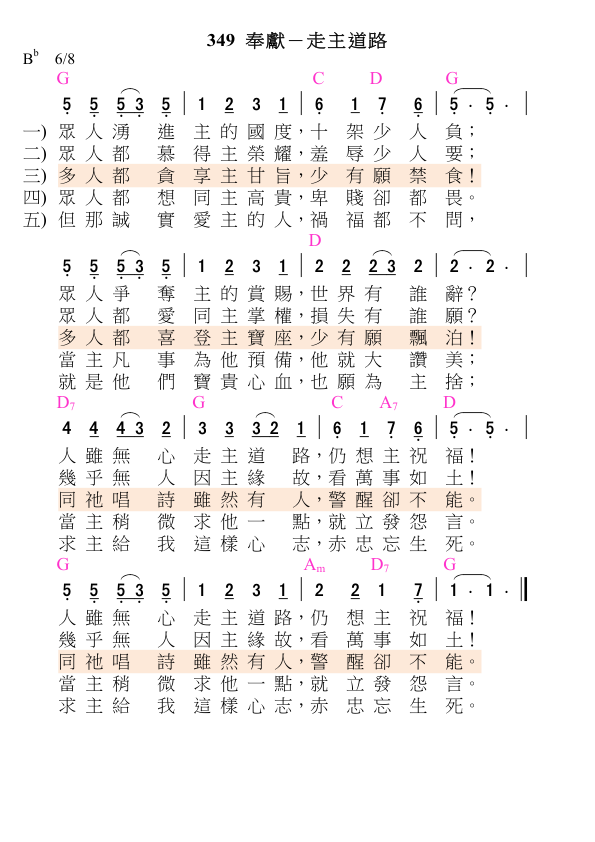 349 奉獻－走主道路
B♭ 6/8
G C D G
5 5 5 3 5 | 1 2 3 1 | 6 1 7 6 | 5 · 5 · |
一) 眾人湧進主的國度，十架少人負；
二) 眾人都慕得主榮耀，羞辱少人要；
三) 多人都貪享主甘旨，少有願禁食！
四) 眾人都想同主高貴，卑賤卻都畏。
五) 但那誠實愛主的人，禍福都不問，
D
5 5 5 3 5 | 1 2 3 1 | 2 2 2 3 2 | 2 · 2 · |
眾人爭奪主的賞賜，世界有誰辭？
眾人都愛同主掌權，損失有誰願？
多人都喜登主寶座，少有願飄泊！
當主凡事為他預備，他就大讚美；
就是他們寶貴心血，也願為主捨；
D7 G C A7 D
4 4 4 3 2 | 3 3 3 2 1 | 6 1 7 6 | 5 · 5 · |
人雖無心走主道路，仍想主祝福！
幾乎無人因主緣故，看萬事如土！
同祂唱詩雖然有人，警醒卻不能。
當主稍微求他一點，就立發怨言。
求主給我這樣心志，赤忠忘生死。
G Am D7 G
5 5 5 3 5 | 1 2 3 1 | 2 2 1 7 | 1 · 1 · ‖
人雖無心走主道路，仍想主祝福！
幾乎無人因主緣故，看萬事如土！
同祂唱詩雖然有人，警醒卻不能。
當主稍微求他一點，就立發怨言。
求主給我這樣心志，赤忠忘生死。